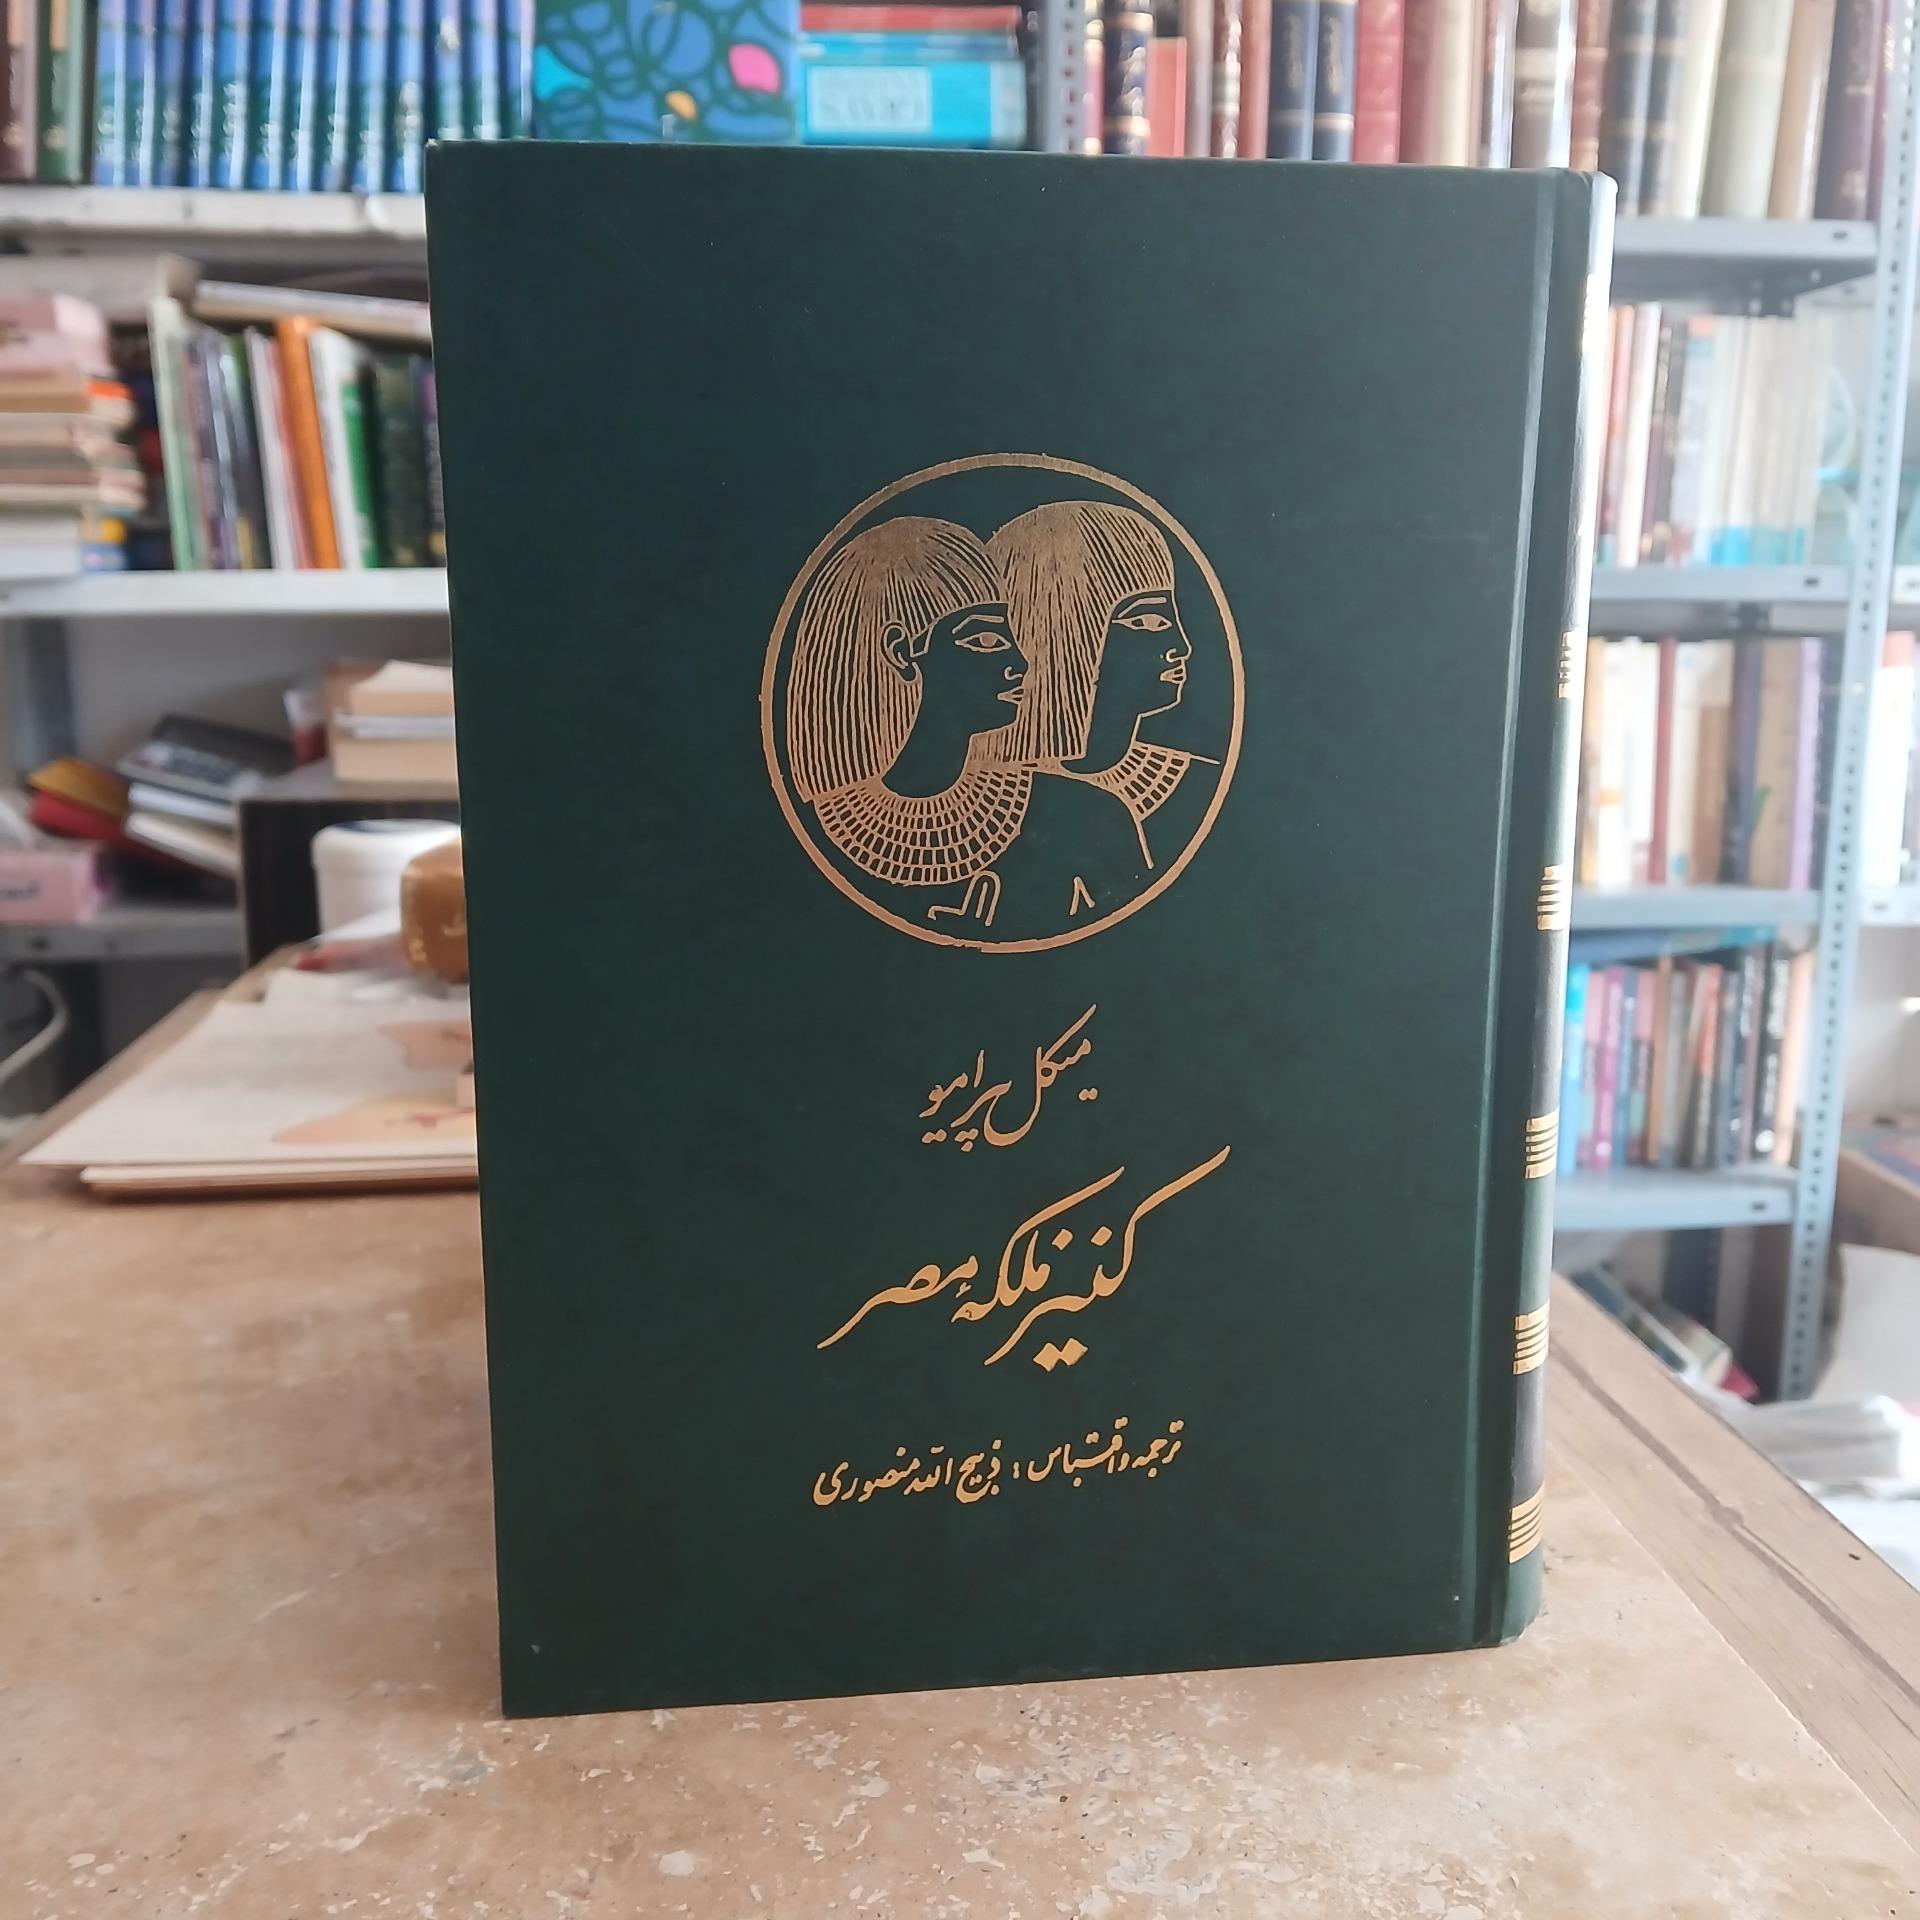 میکل پرامیو
کنیز ملکهٔ مصر
ترجمه و اقتباس : ذبیح الله منصوری